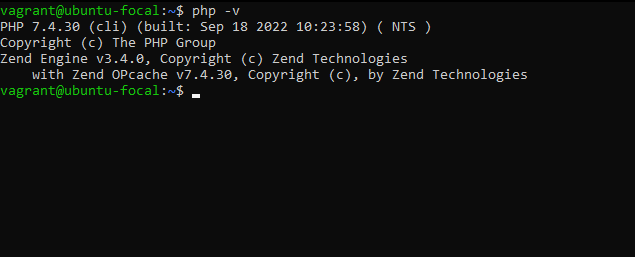 vagrant@ubuntu-focal:~$ php -v
PHP 7.4.30 (cli) (built: Sep 18 2022 10:23:58) ( NTS )
Copyright (c) The PHP Group
Zend Engine v3.4.0, Copyright (c) Zend Technologies
    with Zend OPcache v7.4.30, Copyright (c), by Zend Technologies
vagrant@ubuntu-focal:~$